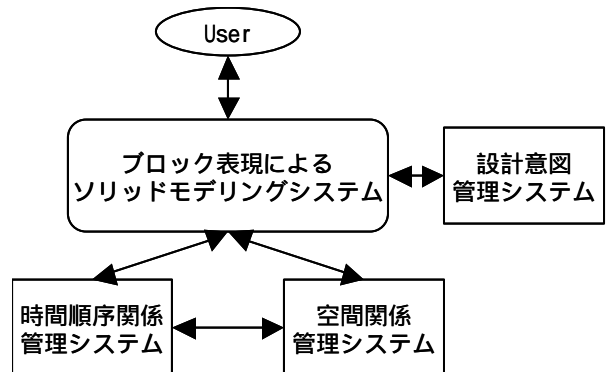 User
ブロック表現による
ソリッドモデリングシステム
設計意図
管理システム
時間順序関係
管理システム
空間関係
管理システム